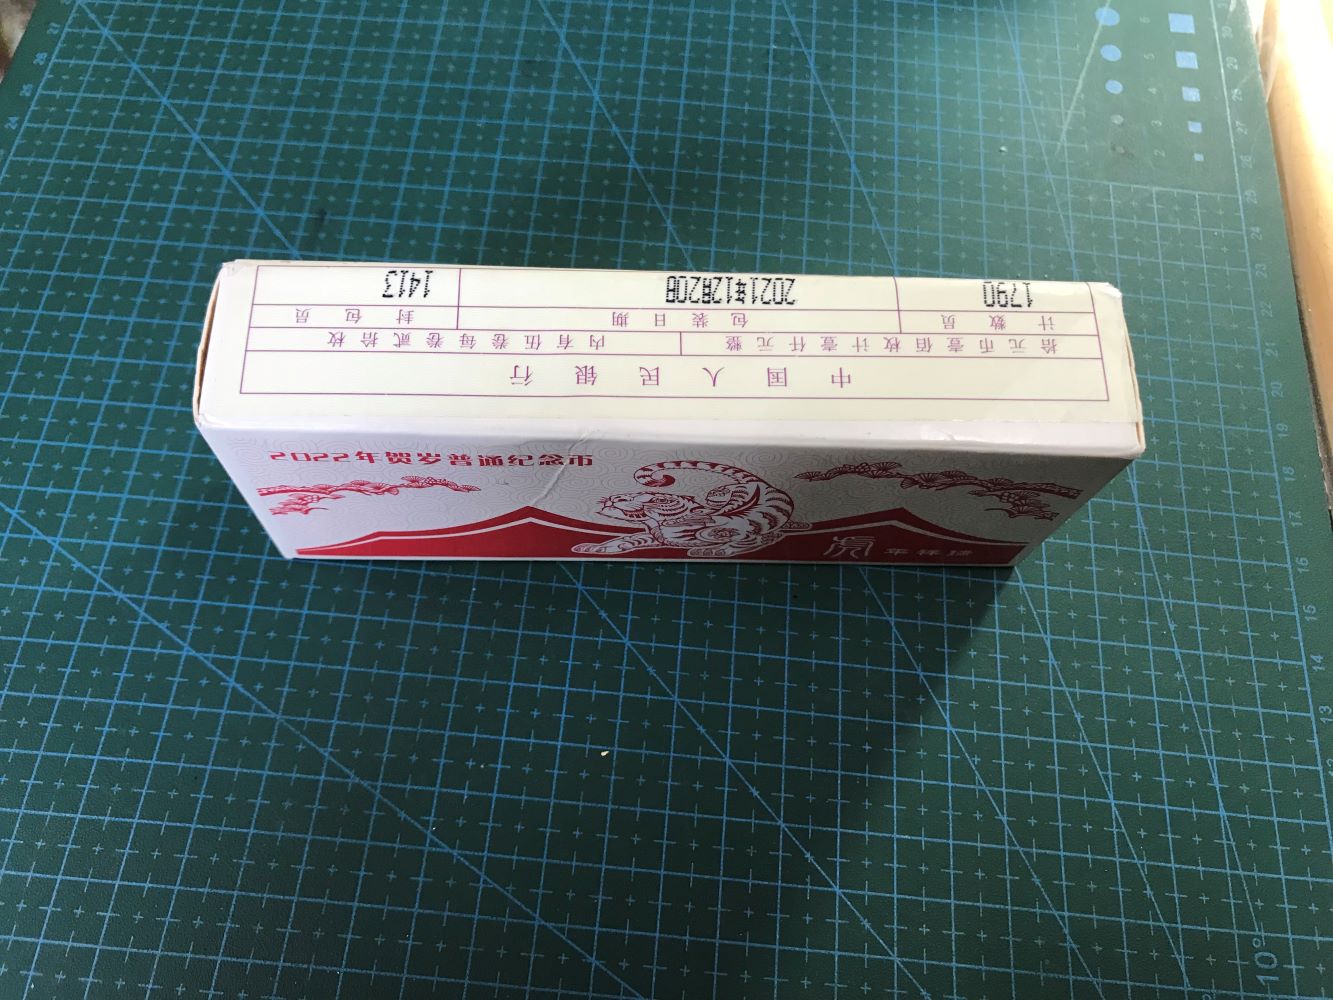 中国人民银行
拾元币壹佰枚计壹仟元整 内有伍卷每卷贰拾枚
计数员 包装日期 封包员
1790 2021年12月20日 1413
2022年贺岁普通纪念币
虎年祥瑞